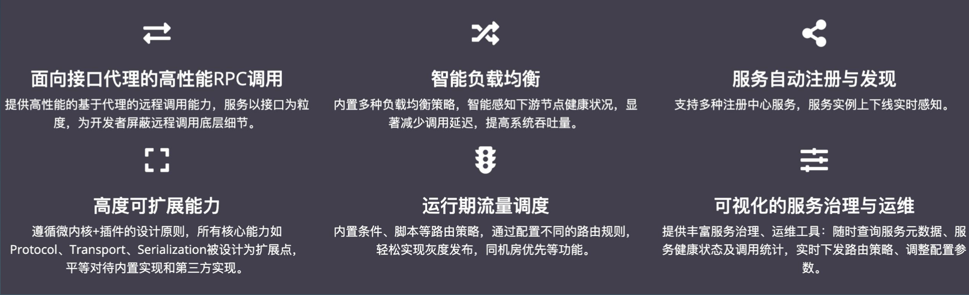 面向接口代理的高性能RPC调用
提供高性能的基于代理的远程调用能力，服务以接口为粒
度，为开发者屏蔽远程调用底层细节。
智能负载均衡
内置多种负载均衡策略，智能感知下游节点健康状况，显
著减少调用延迟，提高系统吞吐量。
服务自动注册与发现
支持多种注册中心服务，服务实例上下线实时感知。
高度可扩展能力
遵循微内核+插件的设计原则，所有核心能力如
Protocol、Transport、Serialization被设计为扩展点，
平等对待内置实现和第三方实现。
运行期流量调度
内置条件、脚本等路由策略，通过配置不同的路由规则，
轻松实现灰度发布，同机房优先等功能。
可视化的服务治理与运维
提供丰富服务治理、运维工具：随时查询服务元数据、服
务健康状态及调用统计，实时下发路由策略、调整配置参
数。